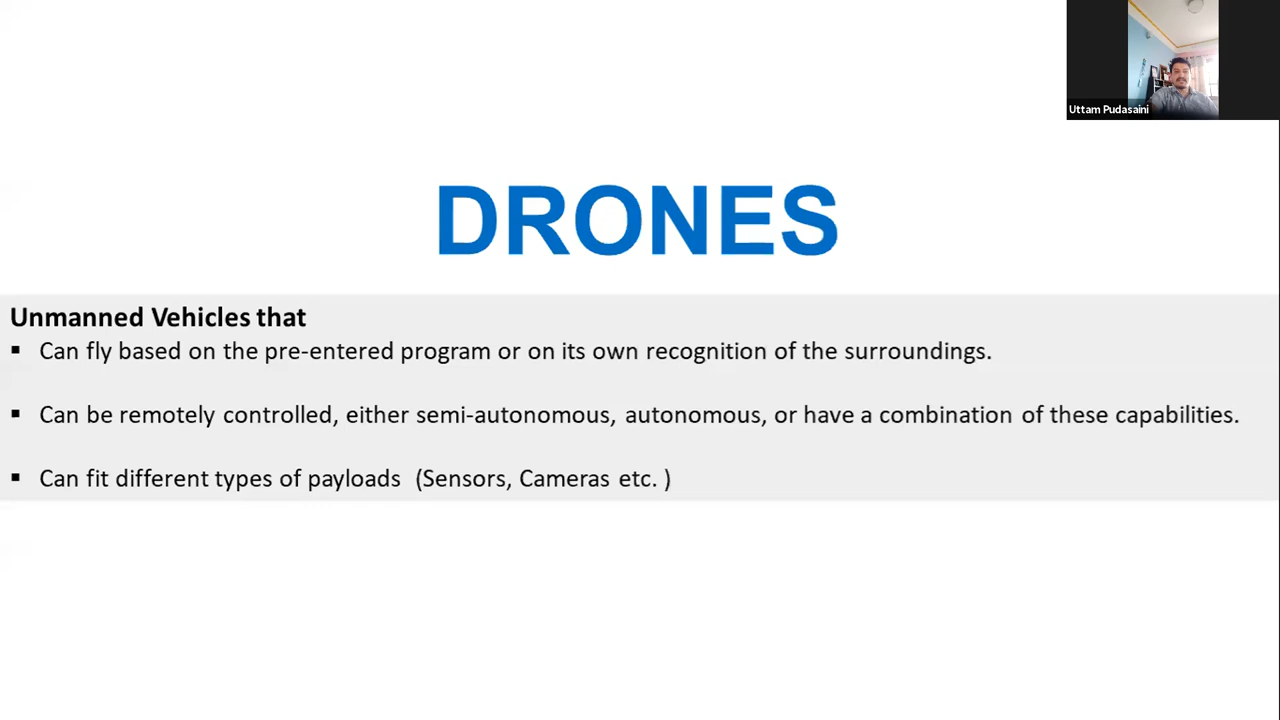 Uttam Pudasaini
DRONES
Unmanned Vehicles that
▪ Can fly based on the pre-entered program or on its own recognition of the surroundings.
▪ Can be remotely controlled, either semi-autonomous, autonomous, or have a combination of these capabilities.
▪ Can fit different types of payloads (Sensors, Cameras etc. )